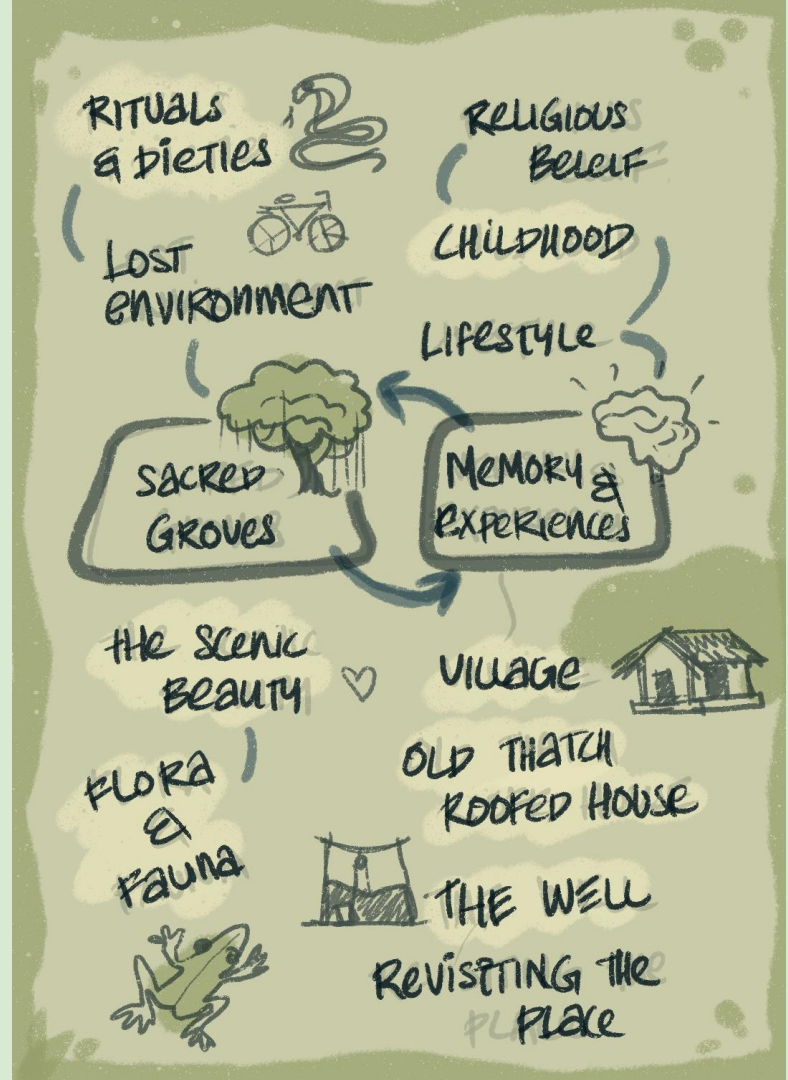 RITUALS
& DIETIES
RELIGIOUS
BELEIF
LOST
ENVIRONMENT
CHILDHOOD
LIFESTYLE
SACRED
GROVES
MEMORY &
EXPERIENCES
THE SCENIC
BEAUTY
VILLAGE
OLD THATCH
ROOFED HOUSE
FLORA
&
FAUNA
THE WELL
REVISITING THE
PLACE